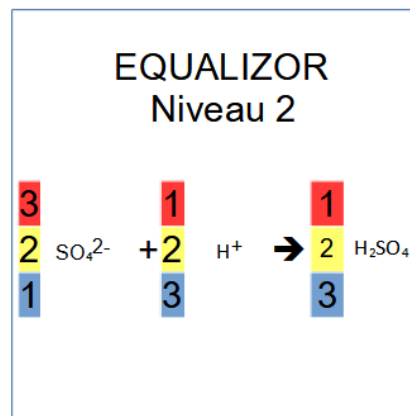 EQUALIZOR
Niveau 2
3 1 1
2 SO₄²⁻ + 2 H⁺ ➔ 2 H₂SO₄
1 3 3